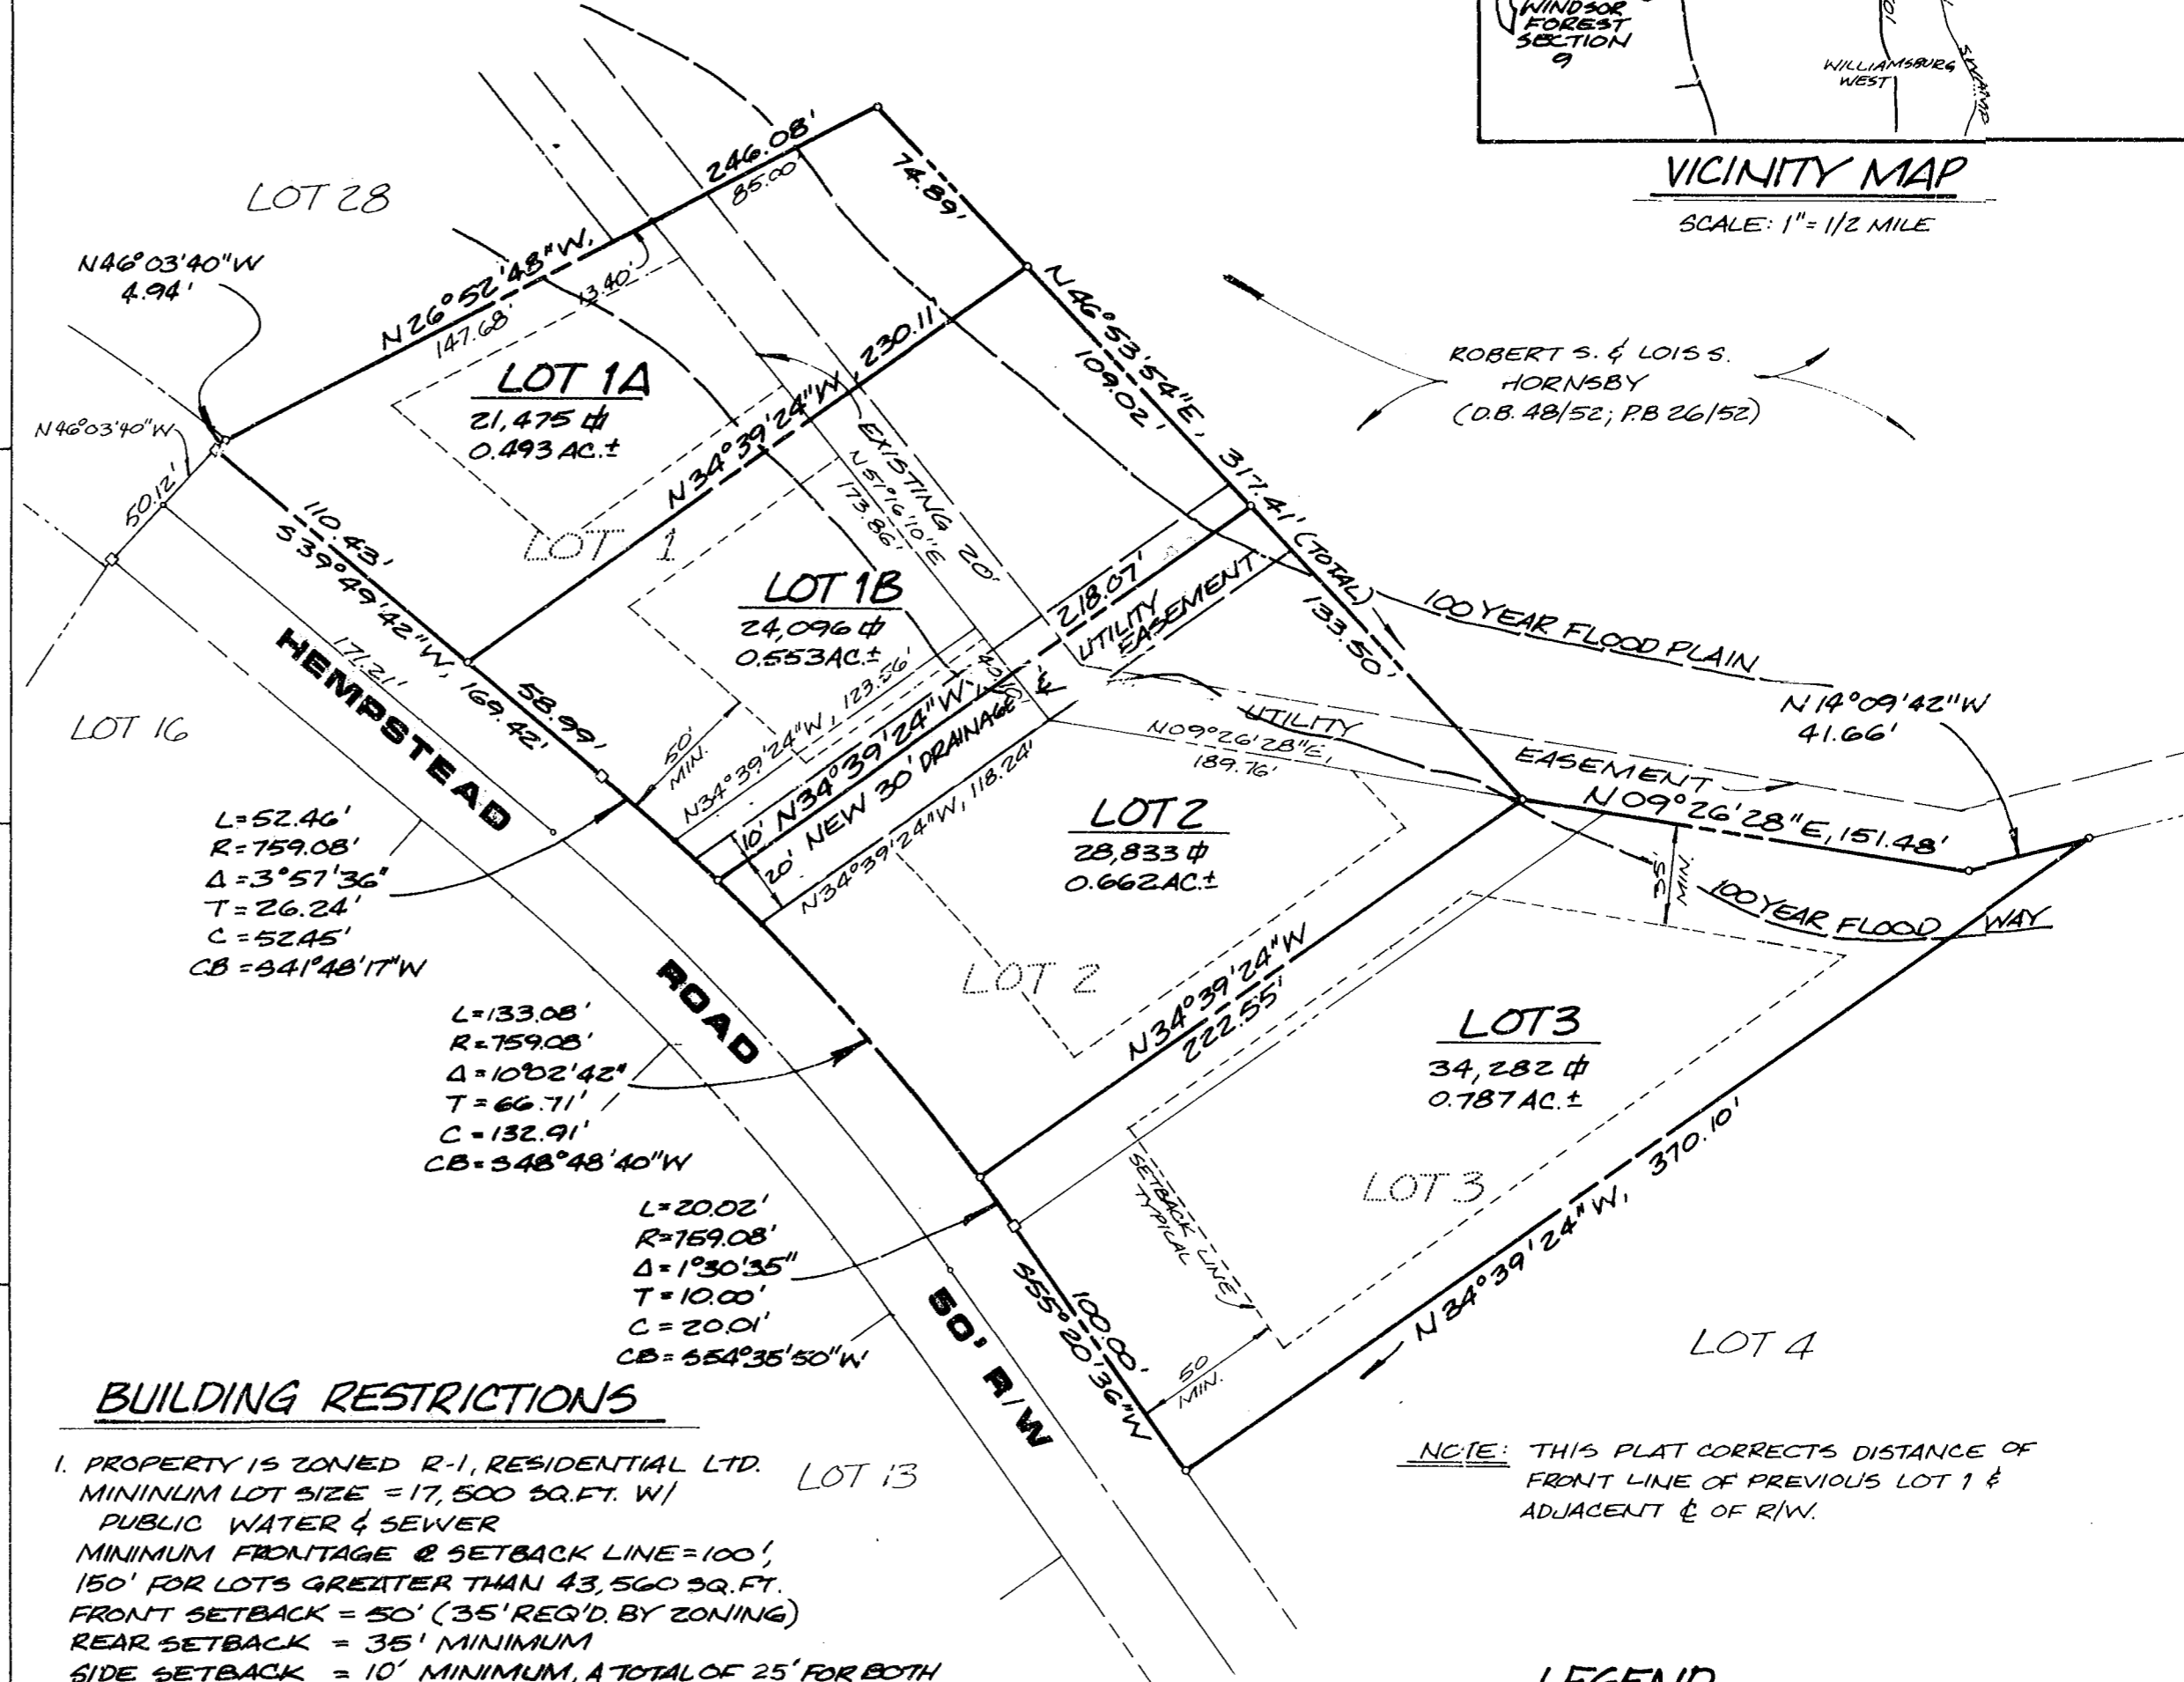 WINDSOR
FOREST
SECTION
9
WILLIAMSBURG
WEST
SWAMP
VICINITY MAP
SCALE: 1" = 1/2 MILE
LOT 28
N46°03'40"W
4.94'
N46°03'40"W
50.12'
246.08'
85.00'
74.89'
N26°52'48"W,
147.68'
13.40'
LOT 1A
21,475 ⌗
0.493 AC.±
N34°39'24"W
230.11'
N46°53'54"E, 317.41' (TOTAL)
109.02'
133.50'
ROBERT S. & LOIS S.
HORNSBY
(D.B. 48/52; P.B 26/52)
110.43'
S39°49'42"W, 169.42'
171.21'
58.99'
LOT 1
EXISTING 20'
N51°16'10"E
173.86'
LOT 1B
24,096 ⌗
0.553 AC.±
218.07'
UTILITY
EASEMENT
100 YEAR FLOOD PLAIN
N14°09'42"W
41.66'
HEMPSTEAD
LOT 16
50'
MIN.
N34°39'24"W, 123.56'
N34°39'24"W,
10'
20'
NEW 30' DRAINAGE &
N34°39'24"W, 118.24'
UTILITY
EASEMENT
N09°26'28"E,
189.76'
N09°26'28"E, 151.48'
35'
MIN.
100 YEAR FLOOD WAY
L=52.46'
R=759.08'
Δ=3°57'36"
T=26.24'
C=52.45'
CB=S41°48'17"W
LOT 2
28,833 ⌗
0.662 AC.±
LOT 2
N34°39'24"W
222.55'
ROAD
L=133.08'
R=759.08'
Δ=10°02'42"
T=66.71'
C=132.91'
CB=S48°48'40"W
LOT 3
34,282 ⌗
0.787 AC.±
LOT 3
SETBACK LINE
TYPICAL
N34°39'24"W, 370.10'
L=20.02'
R=759.08'
Δ=1°30'35"
T=10.00'
C=20.01'
CB=S54°35'50"W
50' R/W
100.00'
S55°20'36"W
50
MIN.
LOT 4
LOT 13
BUILDING RESTRICTIONS
1. PROPERTY IS ZONED R-1, RESIDENTIAL LTD.
MININUM LOT SIZE = 17,500 SQ.FT. W/
PUBLIC WATER & SEWER
MINIMUM FRONTAGE @ SETBACK LINE=100',
150' FOR LOTS GREATER THAN 43,560 SQ.FT.
FRONT SETBACK = 50' (35' REQ'D. BY ZONING)
REAR SETBACK = 35' MINIMUM
SIDE SETBACK = 10' MINIMUM, A TOTAL OF 25' FOR BOTH
NOTE: THIS PLAT CORRECTS DISTANCE OF
FRONT LINE OF PREVIOUS LOT 1 &
ADJACENT ℄ OF R/W.
LEGEND